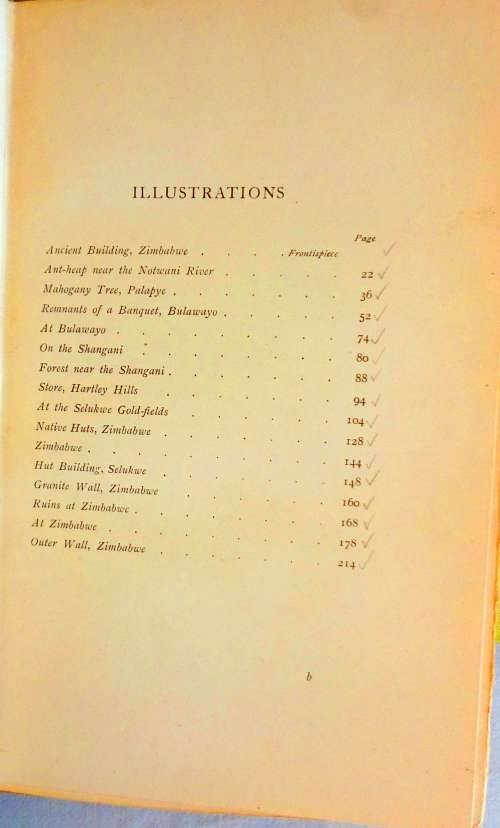 ILLUSTRATIONS
Page
Ancient Building, Zimbabwe . . . . Frontispiece
Ant-heap near the Notwani River . . . . . 22
Mahogany Tree, Palapye . . . . . . . 36
Remnants of a Banquet, Bulawayo . . . . . 52
At Bulawayo . . . . . . . . . 74
On the Shangani . . . . . . . . 80
Forest near the Shangani . . . . . . . 88
Store, Hartley Hills . . . . . . . 94
At the Selukwe Gold-fields . . . . . . 104
Native Huts, Zimbabwe . . . . . . . 128
Zimbabwe . . . . . . . . . . 144
Hut Building, Selukwe . . . . . . . 148
Granite Wall, Zimbabwe . . . . . . 160
Ruins at Zimbabwe . . . . . . . . 168
At Zimbabwe . . . . . . . . . 178
Outer Wall, Zimbabwe . . . . . . . 214
b